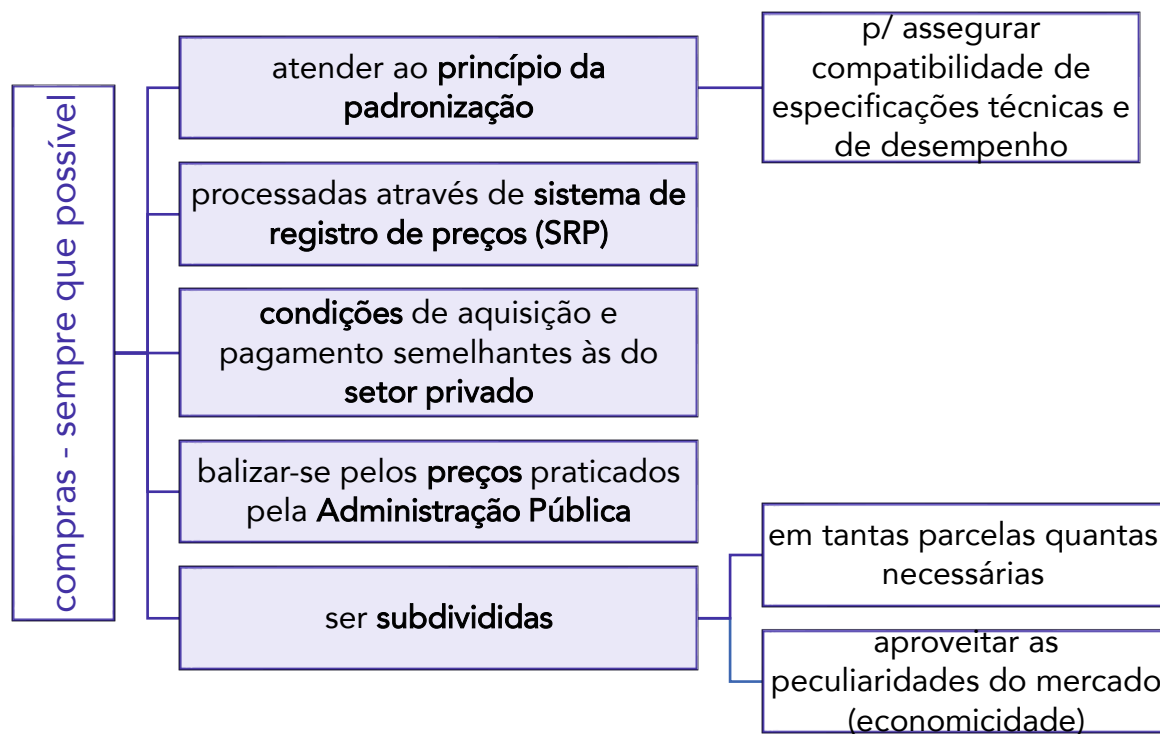 compras - sempre que possível
atender ao princípio da
padronização
p/ assegurar
compatibilidade de
especificações técnicas e
de desempenho
processadas através de sistema de
registro de preços (SRP)
condições de aquisição e
pagamento semelhantes às do
setor privado
balizar-se pelos preços praticados
pela Administração Pública
ser subdivididas
em tantas parcelas quantas
necessárias
aproveitar as
peculiaridades do mercado
(economicidade)